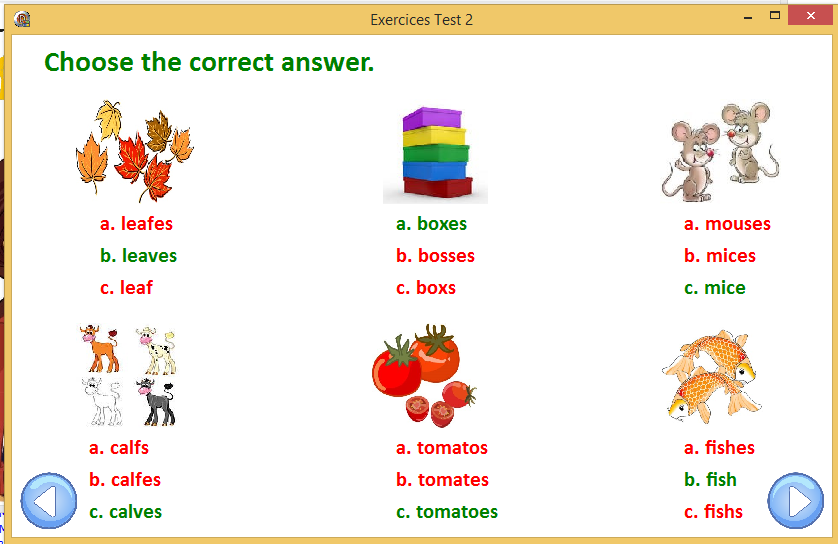 Exercices Test 2
Choose the correct answer.
a. leafes
b. leaves
c. leaf
a. boxes
b. bosses
c. boxs
a. mouses
b. mices
c. mice
a. calfs
b. calfes
c. calves
a. tomatos
b. tomates
c. tomatoes
a. fishes
b. fish
c. fishs